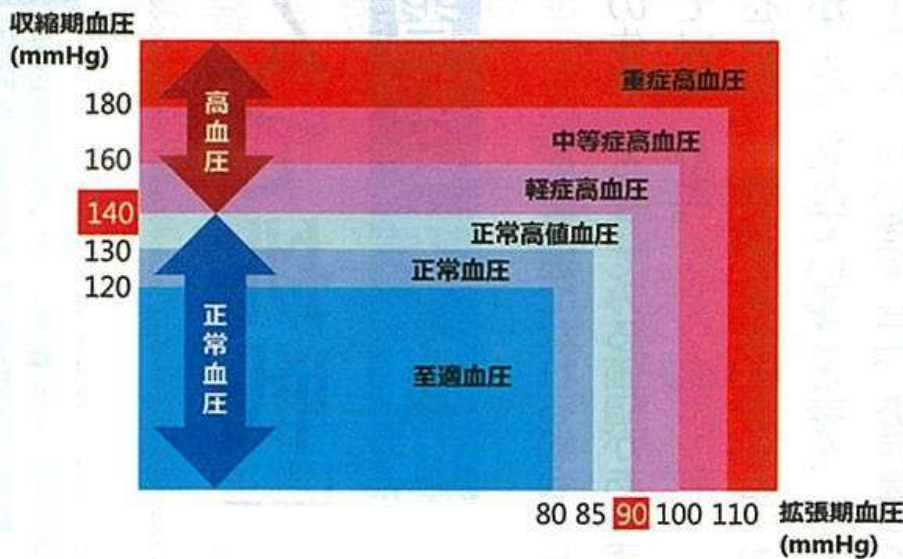 収縮期血圧
(mmHg)
180
160
140
130
120
高血圧
正常血圧
重症高血圧
中等症高血圧
軽症高血圧
正常高値血圧
正常血圧
至適血圧
80 85 90 100 110
拡張期血圧
(mmHg)